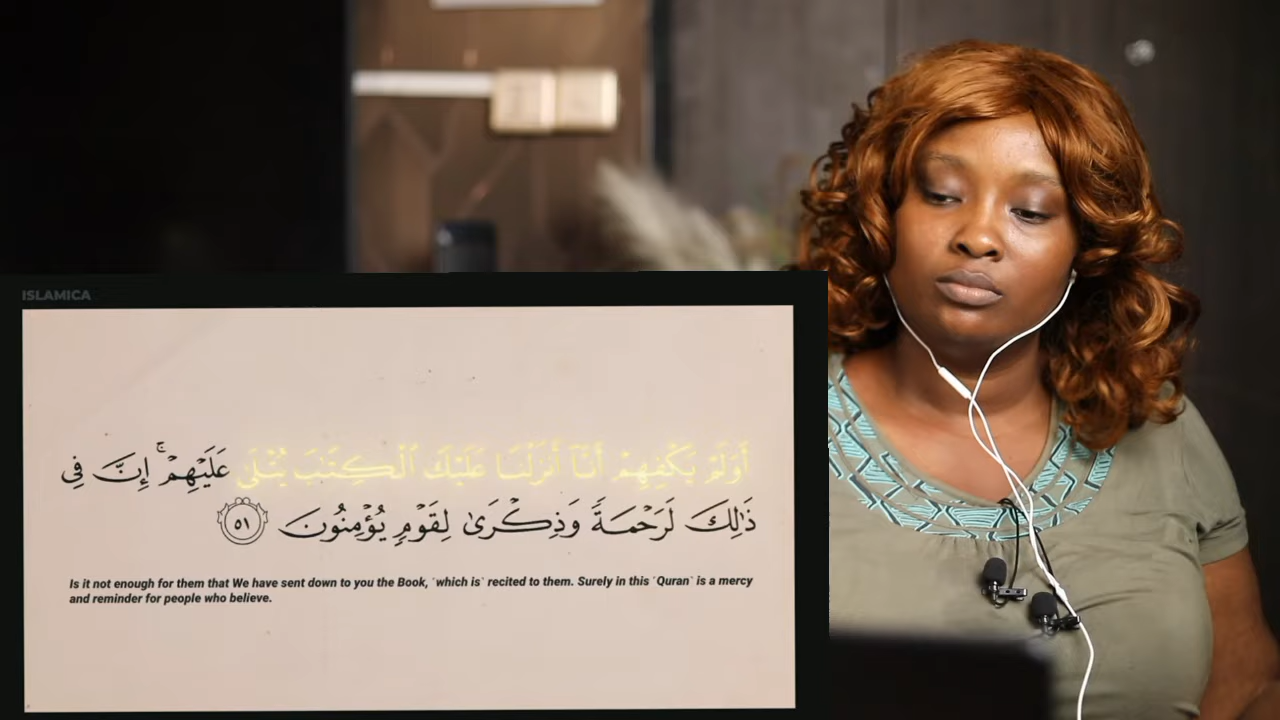 ISLAMICA
أَوَلَمْ يَكْفِهِمْ أَنَّآ أَنزَلْنَا عَلَيْكَ ٱلْكِتَٰبَ يُتْلَىٰ عَلَيْهِمْ ۚ إِنَّ فِى
ذَٰلِكَ لَرَحْمَةً وَذِكْرَىٰ لِقَوْمٍ يُؤْمِنُونَ ٥١
Is it not enough for them that We have sent down to you the Book, ˹which is˺ recited to them. Surely in this ˹Quran˺ is a mercy
and reminder for people who believe.